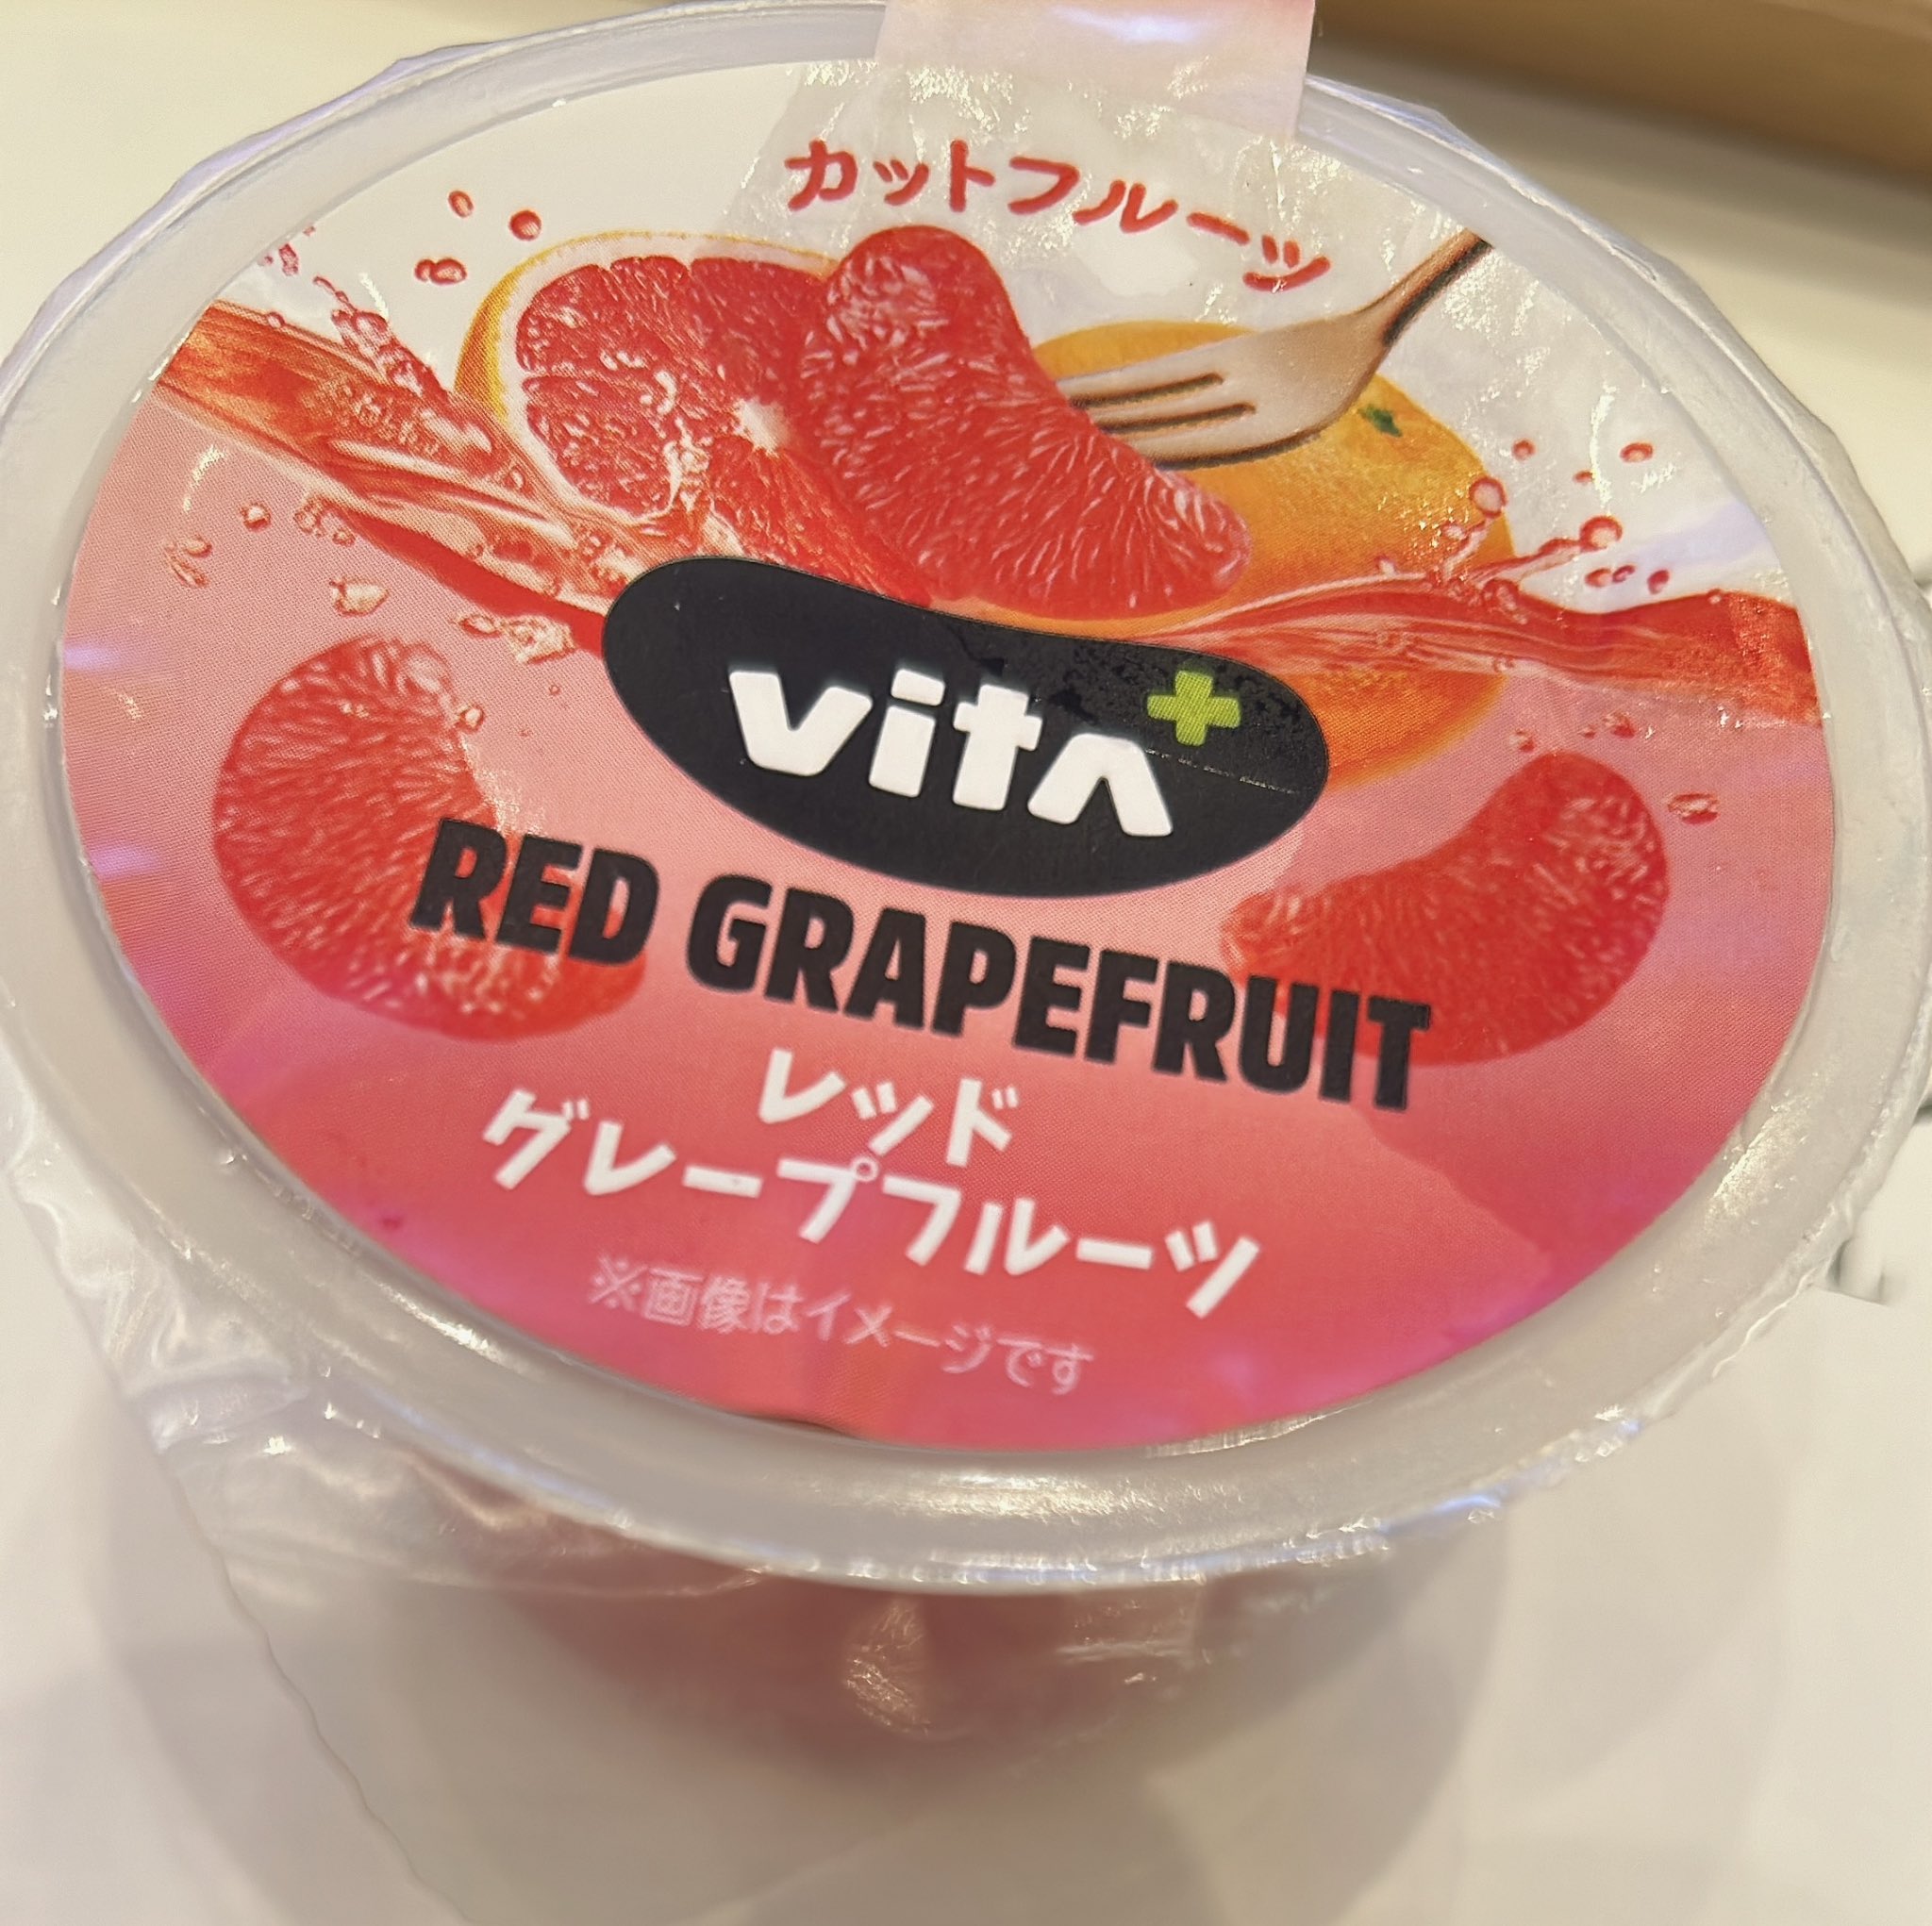 カットフルーツ
vita+
RED GRAPEFRUIT
レッド
グレープフルーツ
※画像はイメージです